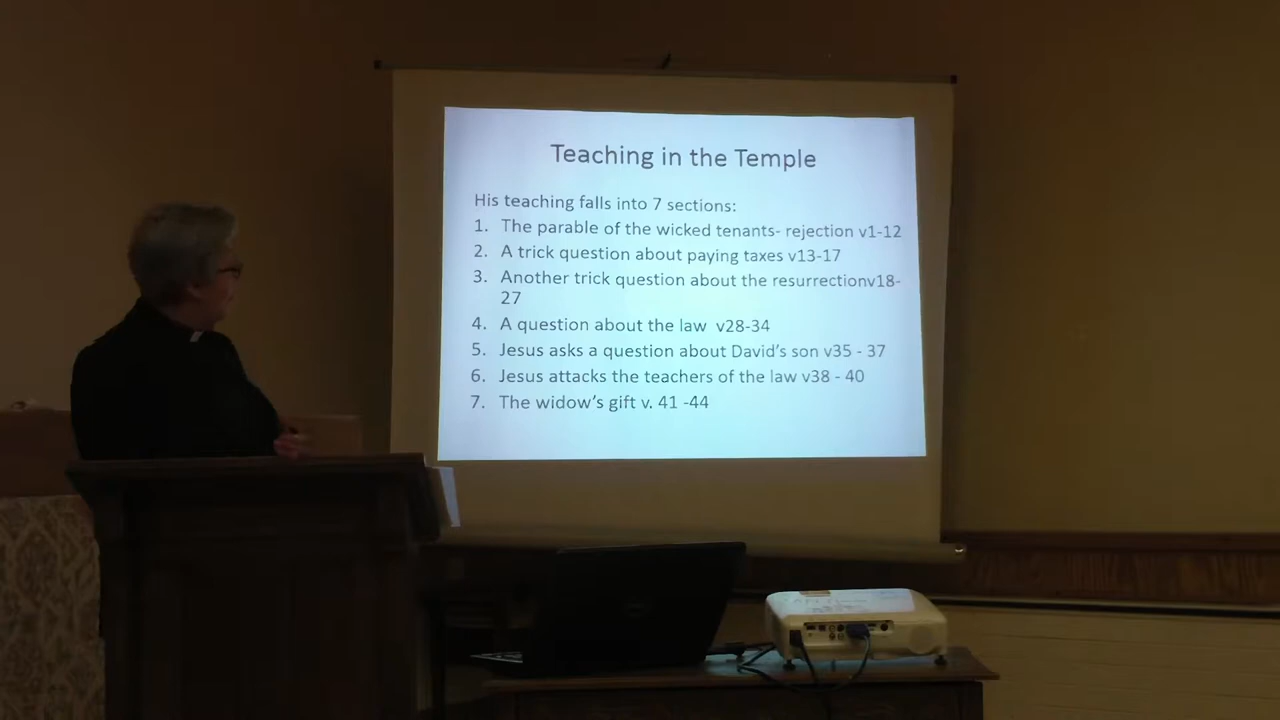 Teaching in the Temple
His teaching falls into 7 sections:
1. The parable of the wicked tenants- rejection v1-12
2. A trick question about paying taxes v13-17
3. Another trick question about the resurrectionv18-
27
4. A question about the law v28-34
5. Jesus asks a question about David's son v35 - 37
6. Jesus attacks the teachers of the law v38 - 40
7. The widow's gift v. 41 -44